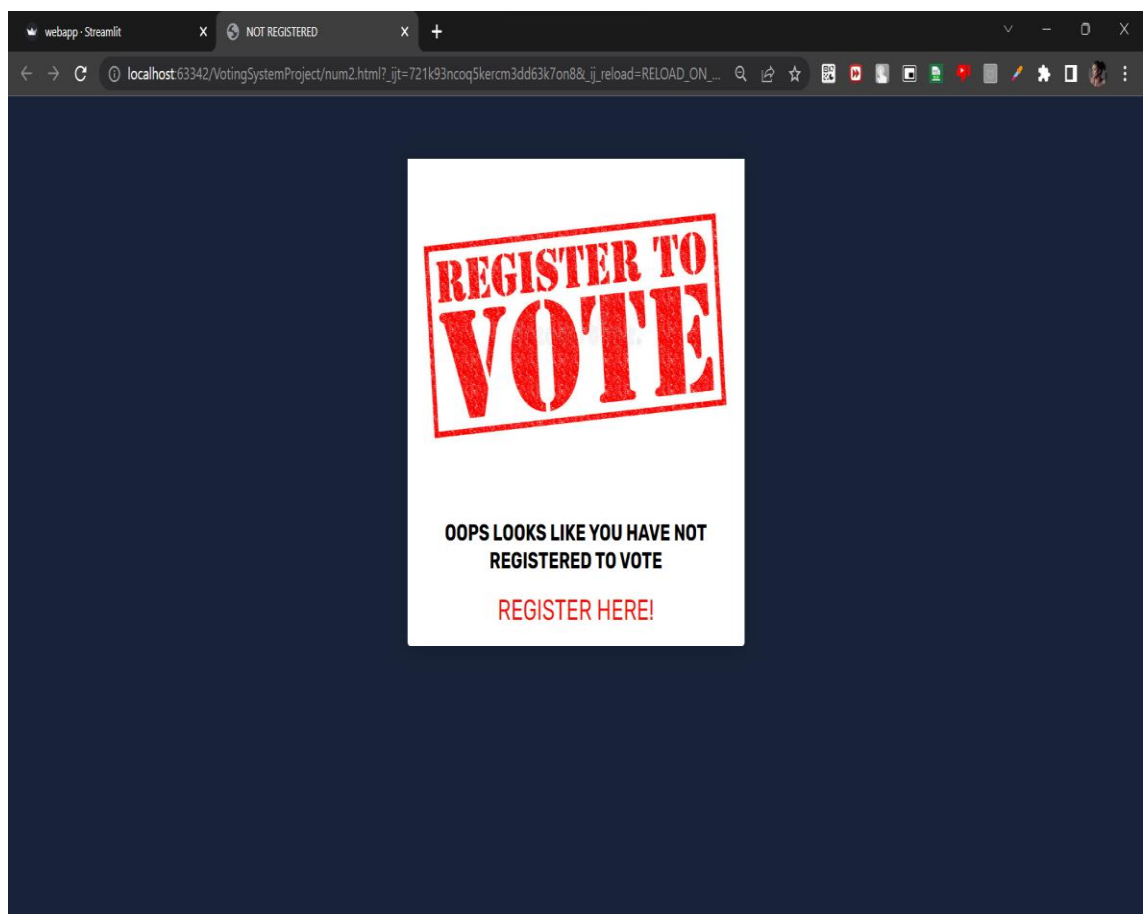 webapp · Streamlit
NOT REGISTERED
localhost:63342/VotingSystemProject/num2.html?_ijt=721k93ncoq5kercm3dd63k7on8&_ij_reload=RELOAD_ON_...
REGISTER TO
VOTE
OOPS LOOKS LIKE YOU HAVE NOT
REGISTERED TO VOTE
REGISTER HERE!